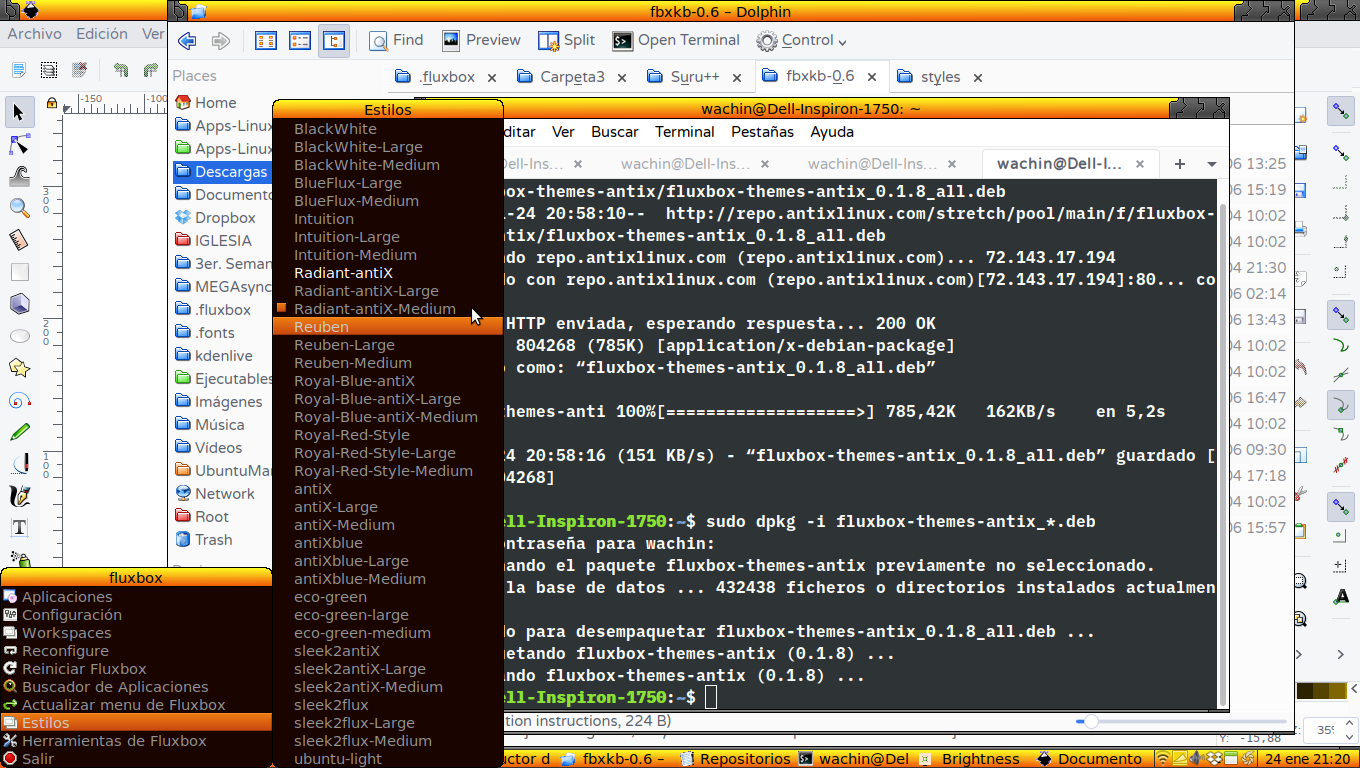 fbxkb-0.6 – Dolphin
Archivo Edición Ver
Find Preview Split Open Terminal Control
Places
.fluxbox Carpeta3 Suru++ fbxkb-0.6 styles
-150 -100
Home
Apps-Linux
Apps-Linu
Descargas
Documento
Dropbox
IGLESIA
3er. Seman
MEGAsync
.fluxbox
.fonts
kdenlive
Ejecutables
Imágenes
Música
Vídeos
UbuntuMa
Network
Root
Trash
Estilos
BlackWhite
BlackWhite-Large
BlackWhite-Medium
BlueFlux-Large
BlueFlux-Medium
Intuition
Intuition-Large
Intuition-Medium
Radiant-antiX
Radiant-antiX-Large
Radiant-antiX-Medium
Reuben
Reuben-Large
Reuben-Medium
Royal-Blue-antiX
Royal-Blue-antiX-Large
Royal-Blue-antiX-Medium
Royal-Red-Style
Royal-Red-Style-Large
Royal-Red-Style-Medium
antiX
antiX-Large
antiX-Medium
antiXblue
antiXblue-Large
antiXblue-Medium
eco-green
eco-green-large
eco-green-medium
sleek2antiX
sleek2antiX-Large
sleek2antiX-Medium
sleek2flux
sleek2flux-Large
sleek2flux-Medium
ubuntu-light
wachin@Dell-Inspiron-1750: ~
ditar Ver Buscar Terminal Pestañas Ayuda
Dell-Ins... wachin@Dell-Ins... wachin@Dell-Ins... wachin@Dell-I...
box-themes-antix/fluxbox-themes-antix_0.1.8_all.deb
1-24 20:58:10-- http://repo.antixlinux.com/stretch/pool/main/f/fluxbox-
tix/fluxbox-themes-antix_0.1.8_all.deb
ndo repo.antixlinux.com (repo.antixlinux.com)... 72.143.17.194
do con repo.antixlinux.com (repo.antixlinux.com)[72.143.17.194]:80... co
HTTP enviada, esperando respuesta... 200 OK
804268 (785K) [application/x-debian-package]
o como: “fluxbox-themes-antix_0.1.8_all.deb”
themes-anti 100%[===================>] 785,42K 162KB/s en 5,2s
24 20:58:16 (151 KB/s) - “fluxbox-themes-antix_0.1.8_all.deb” guardado [
04268]
ell-Inspiron-1750:~$ sudo dpkg -i fluxbox-themes-antix_*.deb
ontraseña para wachin:
nando el paquete fluxbox-themes-antix previamente no seleccionado.
la base de datos ... 432438 ficheros o directorios instalados actualmen
do para desempaquetar fluxbox-themes-antix_0.1.8_all.deb ...
uetando fluxbox-themes-antix (0.1.8) ...
ando fluxbox-themes-antix (0.1.8) ...
ell-Inspiron-1750:~$
tion instructions, 224 B)
06 13:25
06 15:19
04 10:02
04 10:02
04 21:30
06 02:14
06 13:43
04 10:02
04 10:02
06 16:47
04 10:02
06 09:30
04 17:18
04 10:02
06 15:57
fluxbox
Aplicaciones
Configuración
Workspaces
Reconfigure
Reiniciar Fluxbox
Buscador de Aplicaciones
Actualizar menu de Fluxbox
Estilos
Herramientas de Fluxbox
Salir
Y: -15,88
35%
uctor d fbxkb-0.6 – Repositorios wachin@Del Brightness Documento 24 ene 21:20